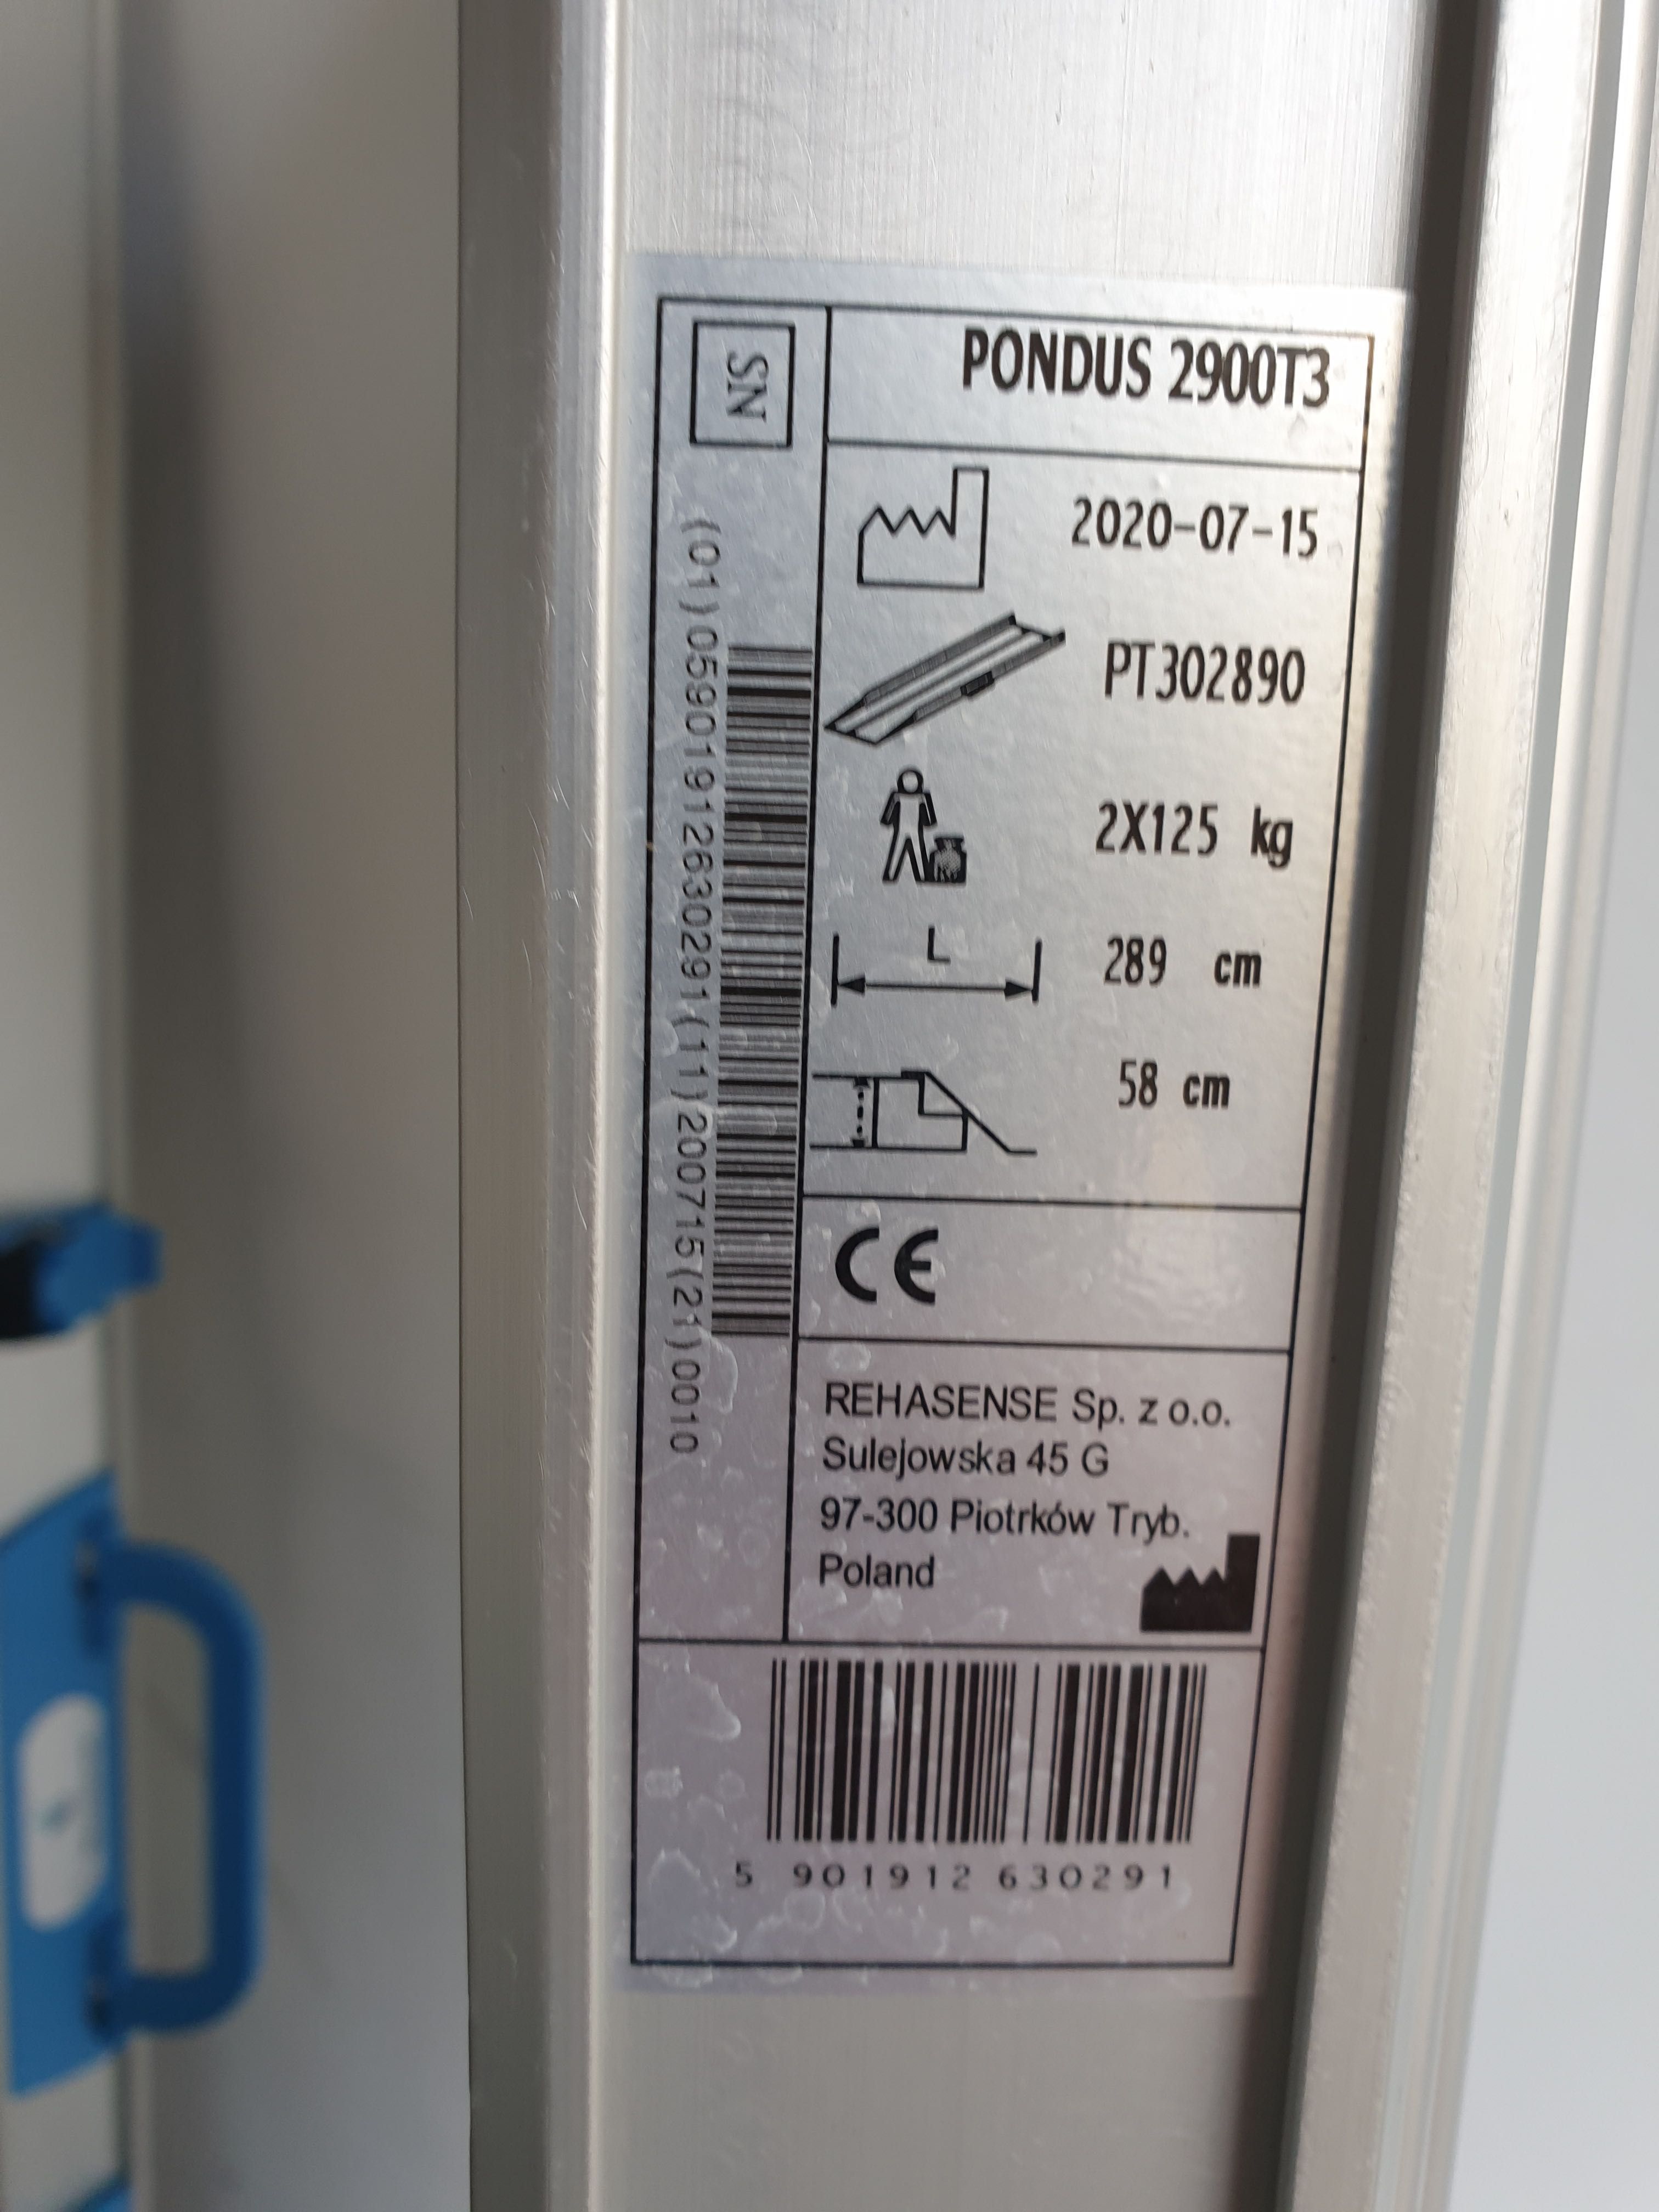 SN
(01)05901912630291(11)200715(21)0010
PONDUS 2900T3
2020-07-15
PT302890
2X125 kg
L
289 cm
58 cm
CE
REHASENSE Sp. z o.o.
Sulejowska 45 G
97-300 Piotrków Tryb.
Poland
5 901912 630291